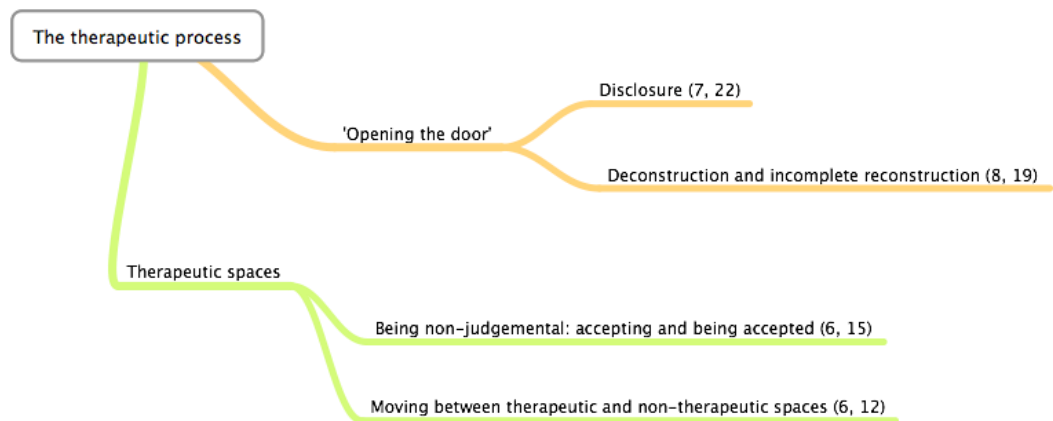 The therapeutic process
Disclosure (7, 22)
'Opening the door'
Deconstruction and incomplete reconstruction (8, 19)
Therapeutic spaces
Being non-judgemental: accepting and being accepted (6, 15)
Moving between therapeutic and non-therapeutic spaces (6, 12)